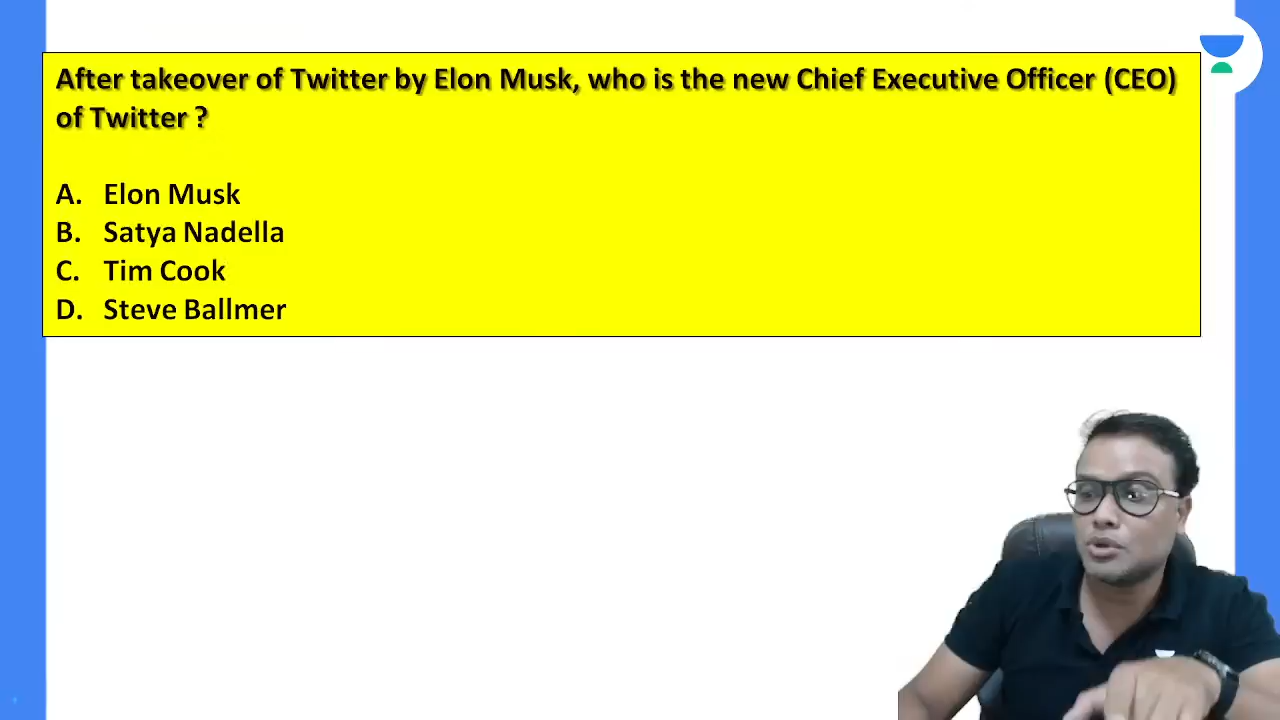 After takeover of Twitter by Elon Musk, who is the new Chief Executive Officer (CEO)
of Twitter ?
A. Elon Musk
B. Satya Nadella
C. Tim Cook
D. Steve Ballmer